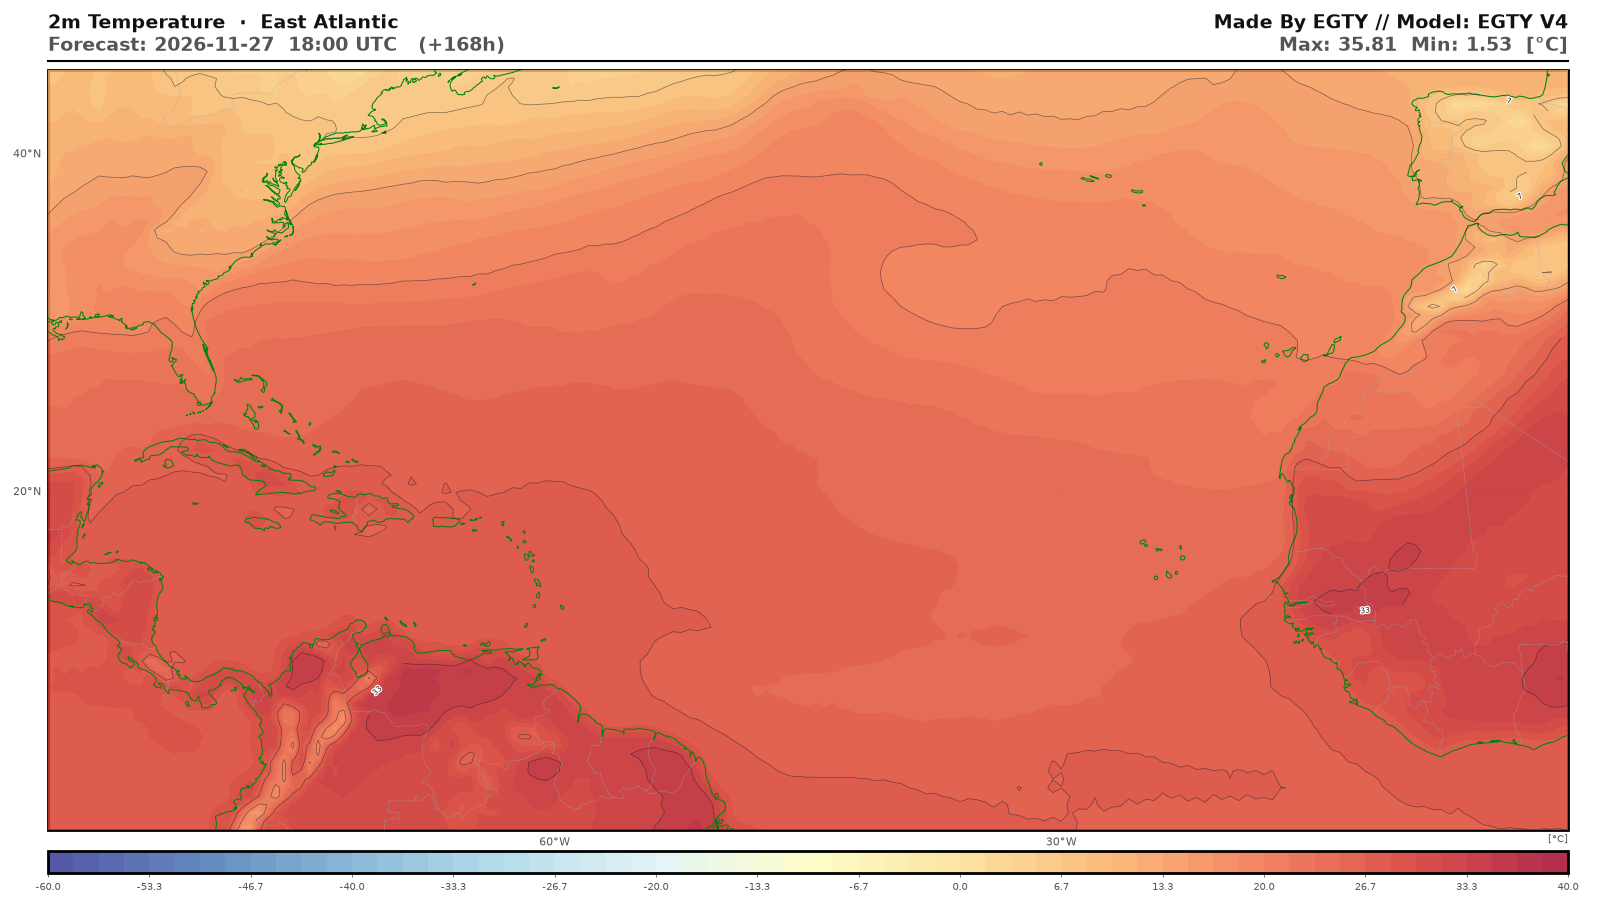 2m Temperature · East Atlantic
Made By EGTY // Model: EGTY V4
Forecast: 2026-11-27 18:00 UTC (+168h)
Max: 35.81 Min: 1.53 [°C]
7
40°N
7
7
20°N
33
33
60°W
30°W
[°C]
-60.0 -53.3 -46.7 -40.0 -33.3 -26.7 -20.0 -13.3 -6.7 0.0 6.7 13.3 20.0 26.7 33.3 40.0